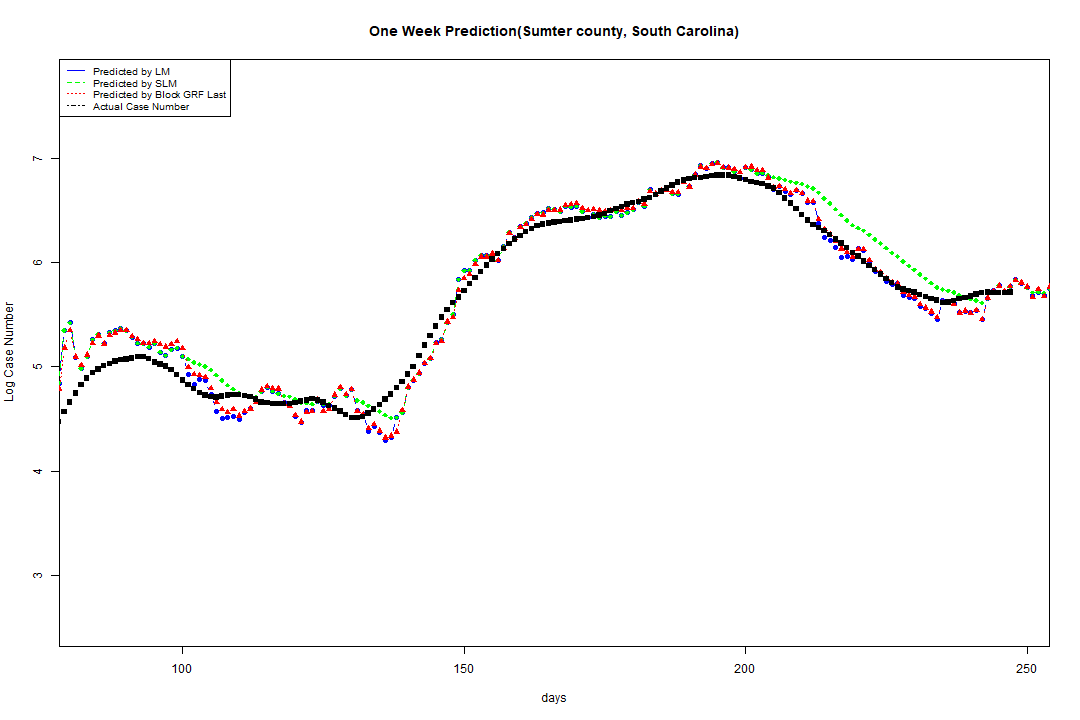 One Week Prediction(Sumter county, South Carolina)
Predicted by LM
Predicted by SLM
Predicted by Block GRF Last
Actual Case Number
7
6
5
4
3
Log Case Number
100 150 200 250
days